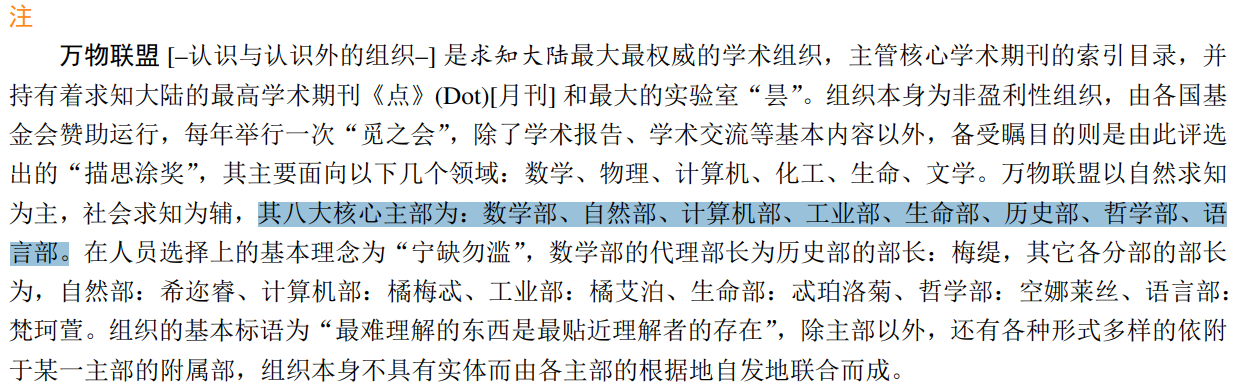 注
万物联盟 [–认识与认识外的组织–] 是求知大陆最大最权威的学术组织，主管核心学术期刊的索引目录，并
持有着求知大陆的最高学术期刊《点》(Dot)[月刊] 和最大的实验室“昙”。组织本身为非盈利性组织，由各国基
金会赞助运行，每年举行一次“觅之会”，除了学术报告、学术交流等基本内容以外，备受瞩目的则是由此评选
出的“描思涂奖”，其主要面向以下几个领域：数学、物理、计算机、化工、生命、文学。万物联盟以自然求知
为主，社会求知为辅，其八大核心主部为：数学部、自然部、计算机部、工业部、生命部、历史部、哲学部、语
言部。在人员选择上的基本理念为“宁缺勿滥”，数学部的代理部长为历史部的部长：梅缇，其它各分部的部长
为，自然部：希迩睿、计算机部：橘梅忒、工业部：橘艾泊、生命部：忒珀洛菊、哲学部：空娜莱丝、语言部：
梵珂萱。组织的基本标语为“最难理解的东西是最贴近理解者的存在”，除主部以外，还有各种形式多样的依附
于某一主部的附属部，组织本身不具有实体而由各主部的根据地自发地联合而成。